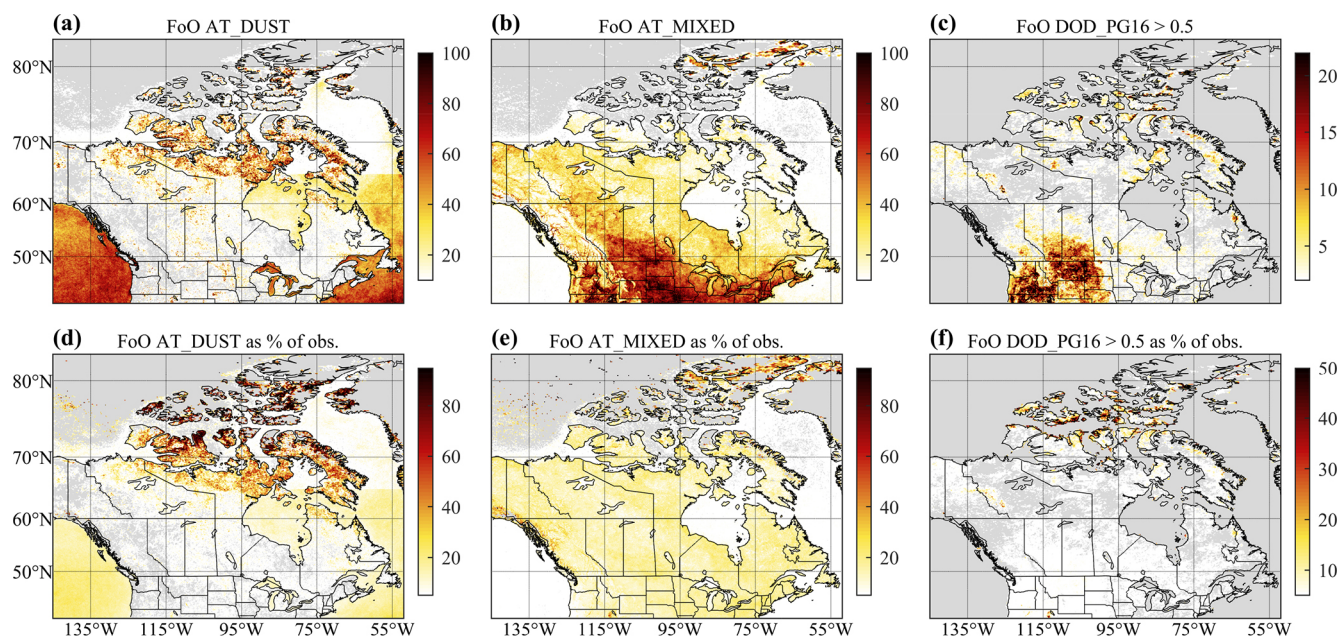 (a) FoO AT_DUST
(b) FoO AT_MIXED
(c) FoO DOD_PG16 > 0.5
80°N
70°N
60°N
50°N
100
80
60
40
20
100
80
60
40
20
20
15
10
5
(d) FoO AT_DUST as % of obs.
(e) FoO AT_MIXED as % of obs.
(f) FoO DOD_PG16 > 0.5 as % of obs.
80°N
70°N
60°N
50°N
80
60
40
20
80
60
40
20
50
40
30
20
10
135°W 115°W 95°W 75°W 55°W
135°W 115°W 95°W 75°W 55°W
135°W 115°W 95°W 75°W 55°W